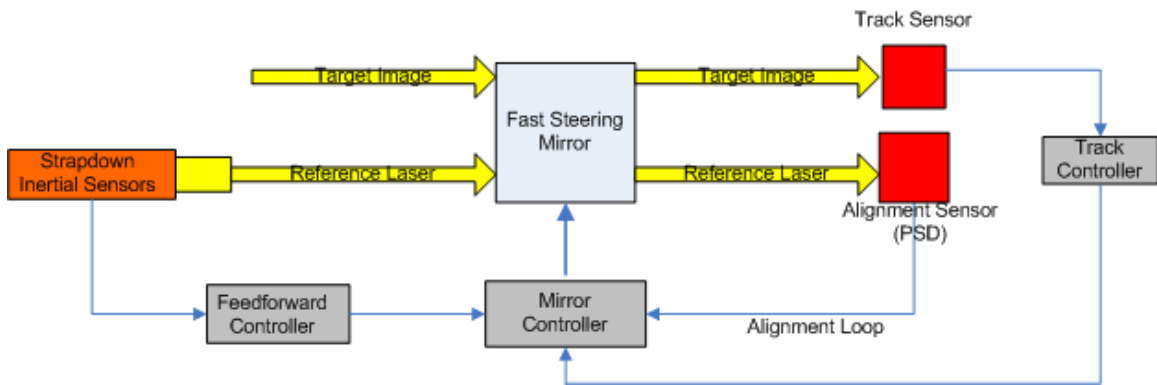 Track Sensor
Target Image
Target Image
Fast Steering
Mirror
Track
Controller
Strapdown
Inertial Sensors
Reference Laser
Reference Laser
Alignment Sensor
(PSD)
Feedforward
Controller
Mirror
Controller
Alignment Loop